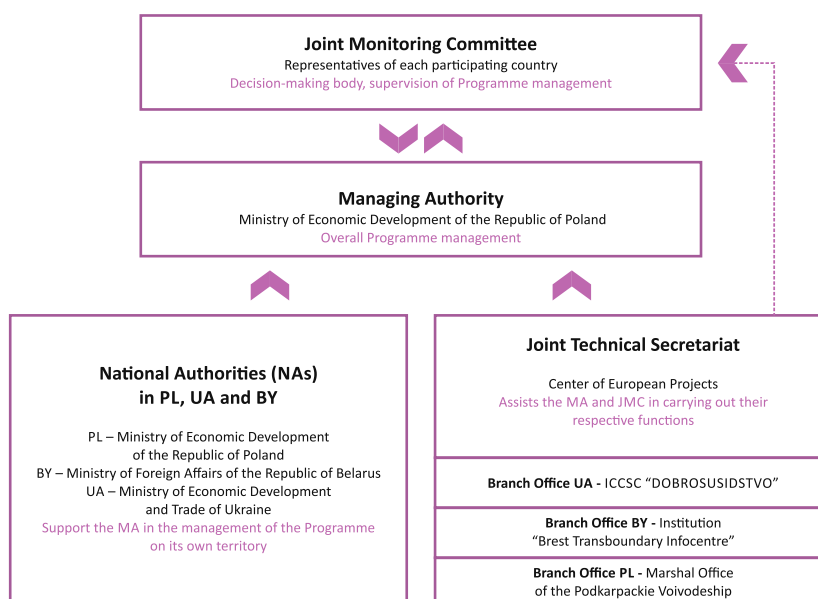 Joint Monitoring Committee
Representatives of each participating country
Decision-making body, supervision of Programme management
Managing Authority
Ministry of Economic Development of the Republic of Poland
Overall Programme management
National Authorities (NAs)
in PL, UA and BY
PL – Ministry of Economic Development
of the Republic of Poland
BY – Ministry of Foreign Affairs of the Republic of Belarus
UA – Ministry of Economic Development
and Trade of Ukraine
Support the MA in the management of the Programme
on its own territory
Joint Technical Secretariat
Center of European Projects
Assists the MA and JMC in carrying out their
respective functions
Branch Office UA - ICCSC “DOBROSUSIDSTVO”
Branch Office BY - Institution
“Brest Transboundary Infocentre”
Branch Office PL - Marshal Office
of the Podkarpackie Voivodeship